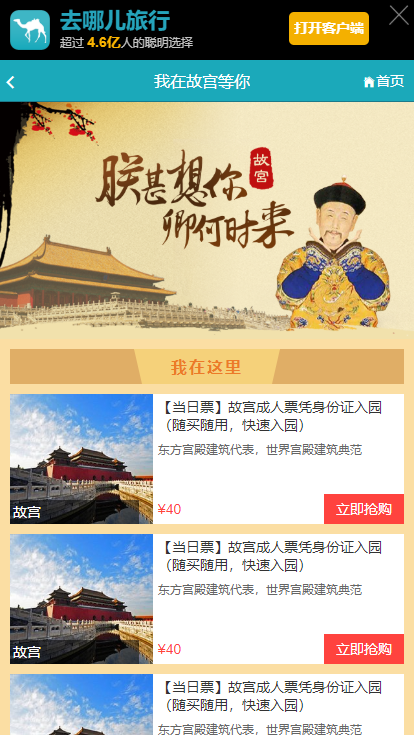 去哪儿旅行
超过 4.6亿人的聪明选择
打开客户端
我在故宫等你
首页
朕甚想你
故宫
卿何时来
我在这里
【当日票】故宫成人票凭身份证入园
（随买随用，快速入园）
东方宫殿建筑代表，世界宫殿建筑典范
故宫
¥40
立即抢购
【当日票】故宫成人票凭身份证入园
（随买随用，快速入园）
东方宫殿建筑代表，世界宫殿建筑典范
故宫
¥40
立即抢购
【当日票】故宫成人票凭身份证入园
（随买随用，快速入园）
东方宫殿建筑代表，世界宫殿建筑典范